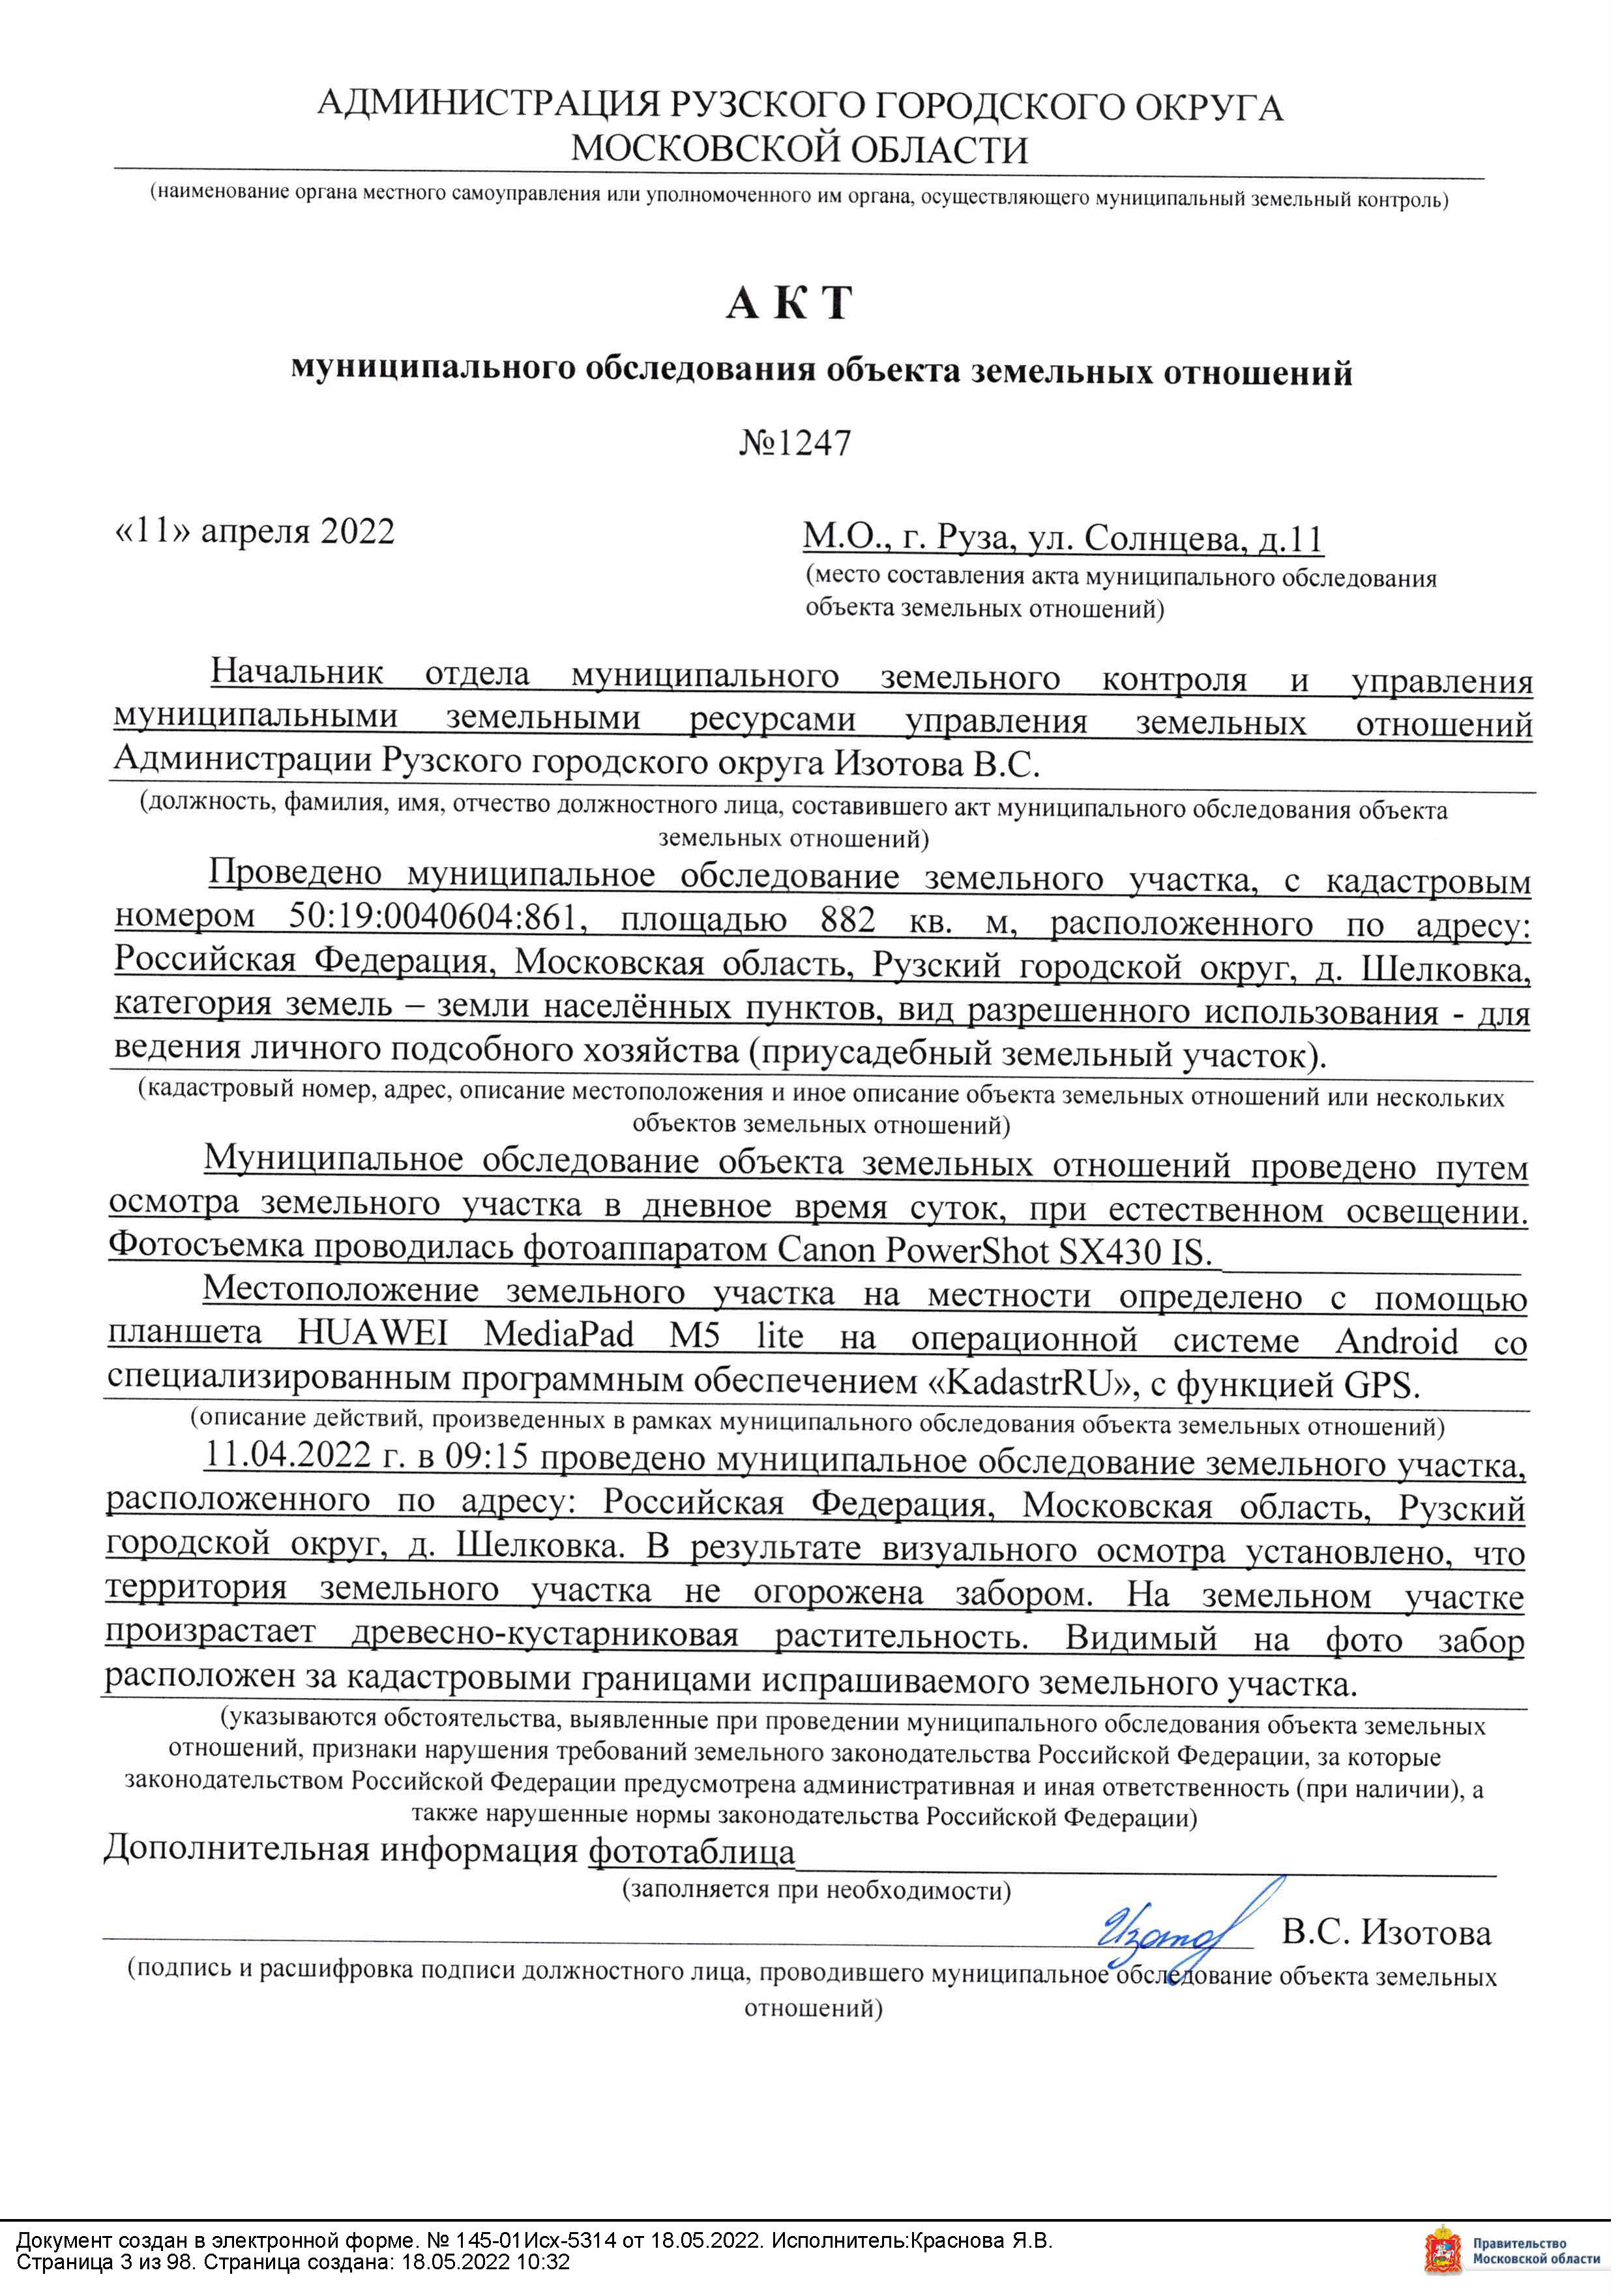 АДМИНИСТРАЦИЯ РУЗСКОГО ГОРОДСКОГО ОКРУГА
МОСКОВСКОЙ ОБЛАСТИ
(наименование органа местного самоуправления или уполномоченного им органа, осуществляющего муниципальный земельный контроль)
А К Т
муниципального обследования объекта земельных отношений
№1247
«11» апреля 2022
М.О., г. Руза, ул. Солнцева, д.11
(место составления акта муниципального обследования
объекта земельных отношений)
Начальник отдела муниципального земельного контроля и управления
муниципальными земельными ресурсами управления земельных отношений
Администрации Рузского городского округа Изотова В.С.
(должность, фамилия, имя, отчество должностного лица, составившего акт муниципального обследования объекта
земельных отношений)
Проведено муниципальное обследование земельного участка, с кадастровым
номером 50:19:0040604:861, площадью 882 кв. м, расположенного по адресу:
Российская Федерация, Московская область, Рузский городской округ, д. Шелковка,
категория земель – земли населённых пунктов, вид разрешенного использования - для
ведения личного подсобного хозяйства (приусадебный земельный участок).
(кадастровый номер, адрес, описание местоположения и иное описание объекта земельных отношений или нескольких
объектов земельных отношений)
Муниципальное обследование объекта земельных отношений проведено путем
осмотра земельного участка в дневное время суток, при естественном освещении.
Фотосъемка проводилась фотоаппаратом Canon PowerShot SX430 IS.
Местоположение земельного участка на местности определено с помощью
планшета HUAWEI MediaPad M5 lite на операционной системе Android со
специализированным программным обеспечением «KadastrRU», с функцией GPS.
(описание действий, произведенных в рамках муниципального обследования объекта земельных отношений)
11.04.2022 г. в 09:15 проведено муниципальное обследование земельного участка,
расположенного по адресу: Российская Федерация, Московская область, Рузский
городской округ, д. Шелковка. В результате визуального осмотра установлено, что
территория земельного участка не огорожена забором. На земельном участке
произрастает древесно-кустарниковая растительность. Видимый на фото забор
расположен за кадастровыми границами испрашиваемого земельного участка.
(указываются обстоятельства, выявленные при проведении муниципального обследования объекта земельных
отношений, признаки нарушения требований земельного законодательства Российской Федерации, за которые
законодательством Российской Федерации предусмотрена административная и иная ответственность (при наличии), а
также нарушенные нормы законодательства Российской Федерации)
Дополнительная информация фототаблица
(заполняется при необходимости)
Изотов В.С. Изотова
(подпись и расшифровка подписи должностного лица, проводившего муниципальное обследование объекта земельных
отношений)
Документ создан в электронной форме. № 145-01Исх-5314 от 18.05.2022. Исполнитель:Краснова Я.В.
Страница 3 из 98. Страница создана: 18.05.2022 10:32
Правительство
Московской области